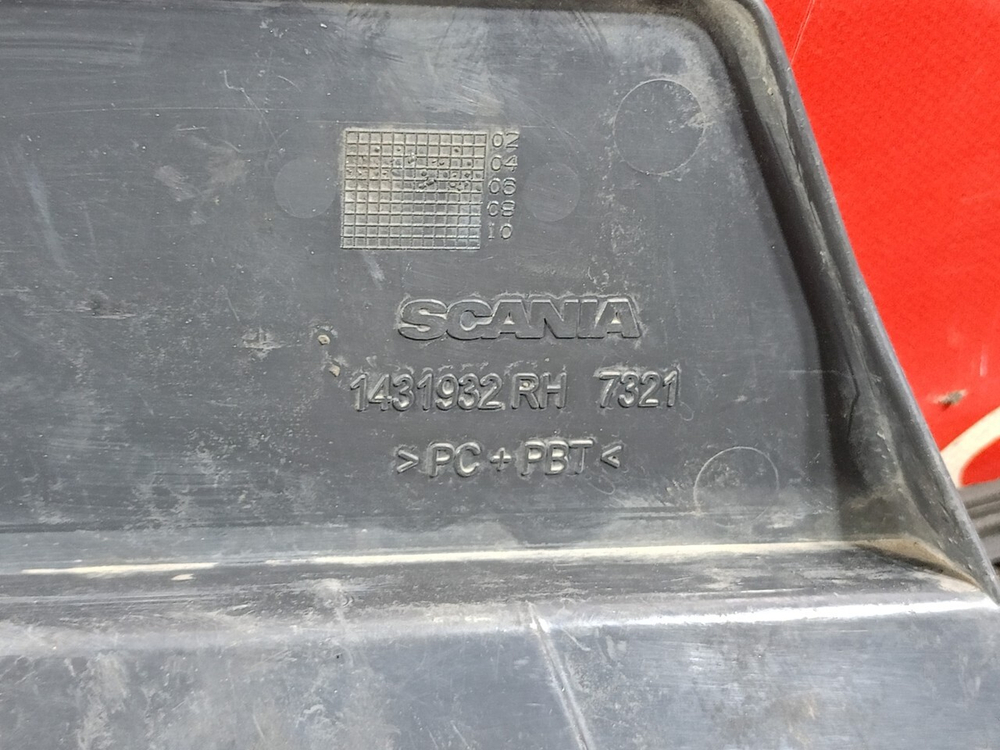 02
04
06
08
10
SCANIA
1431932 RH 7321
>PC+PBT<